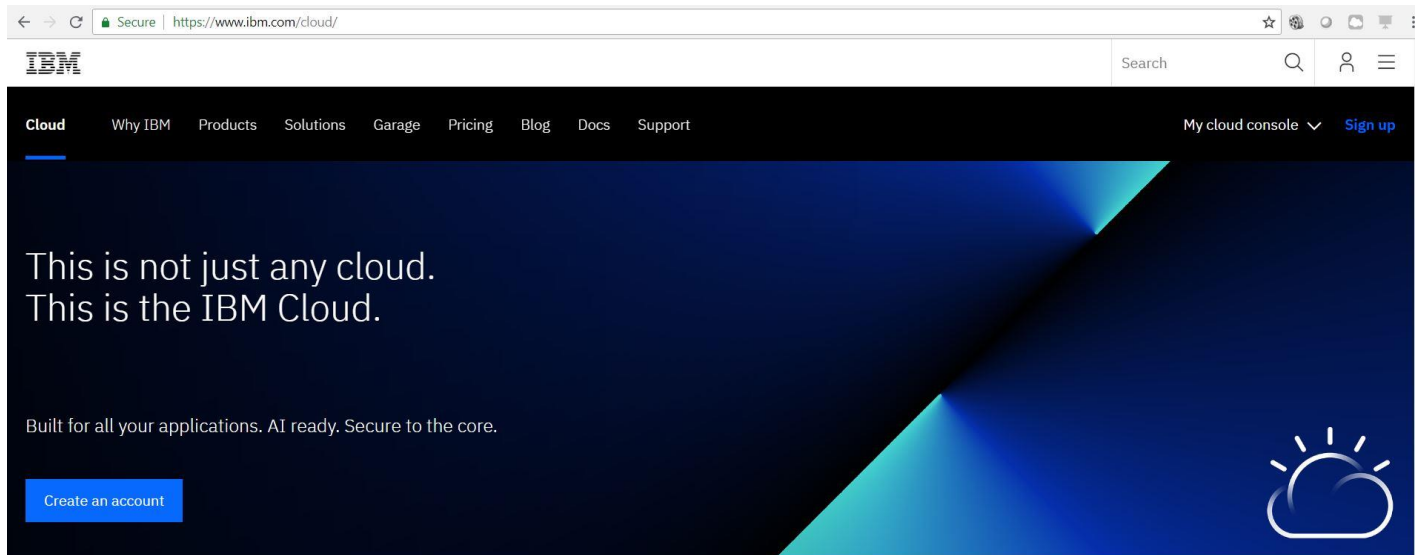 Secure | https://www.ibm.com/cloud/
IBM
Search
Cloud Why IBM Products Solutions Garage Pricing Blog Docs Support My cloud console Sign up
This is not just any cloud.
This is the IBM Cloud.
Built for all your applications. AI ready. Secure to the core.
Create an account